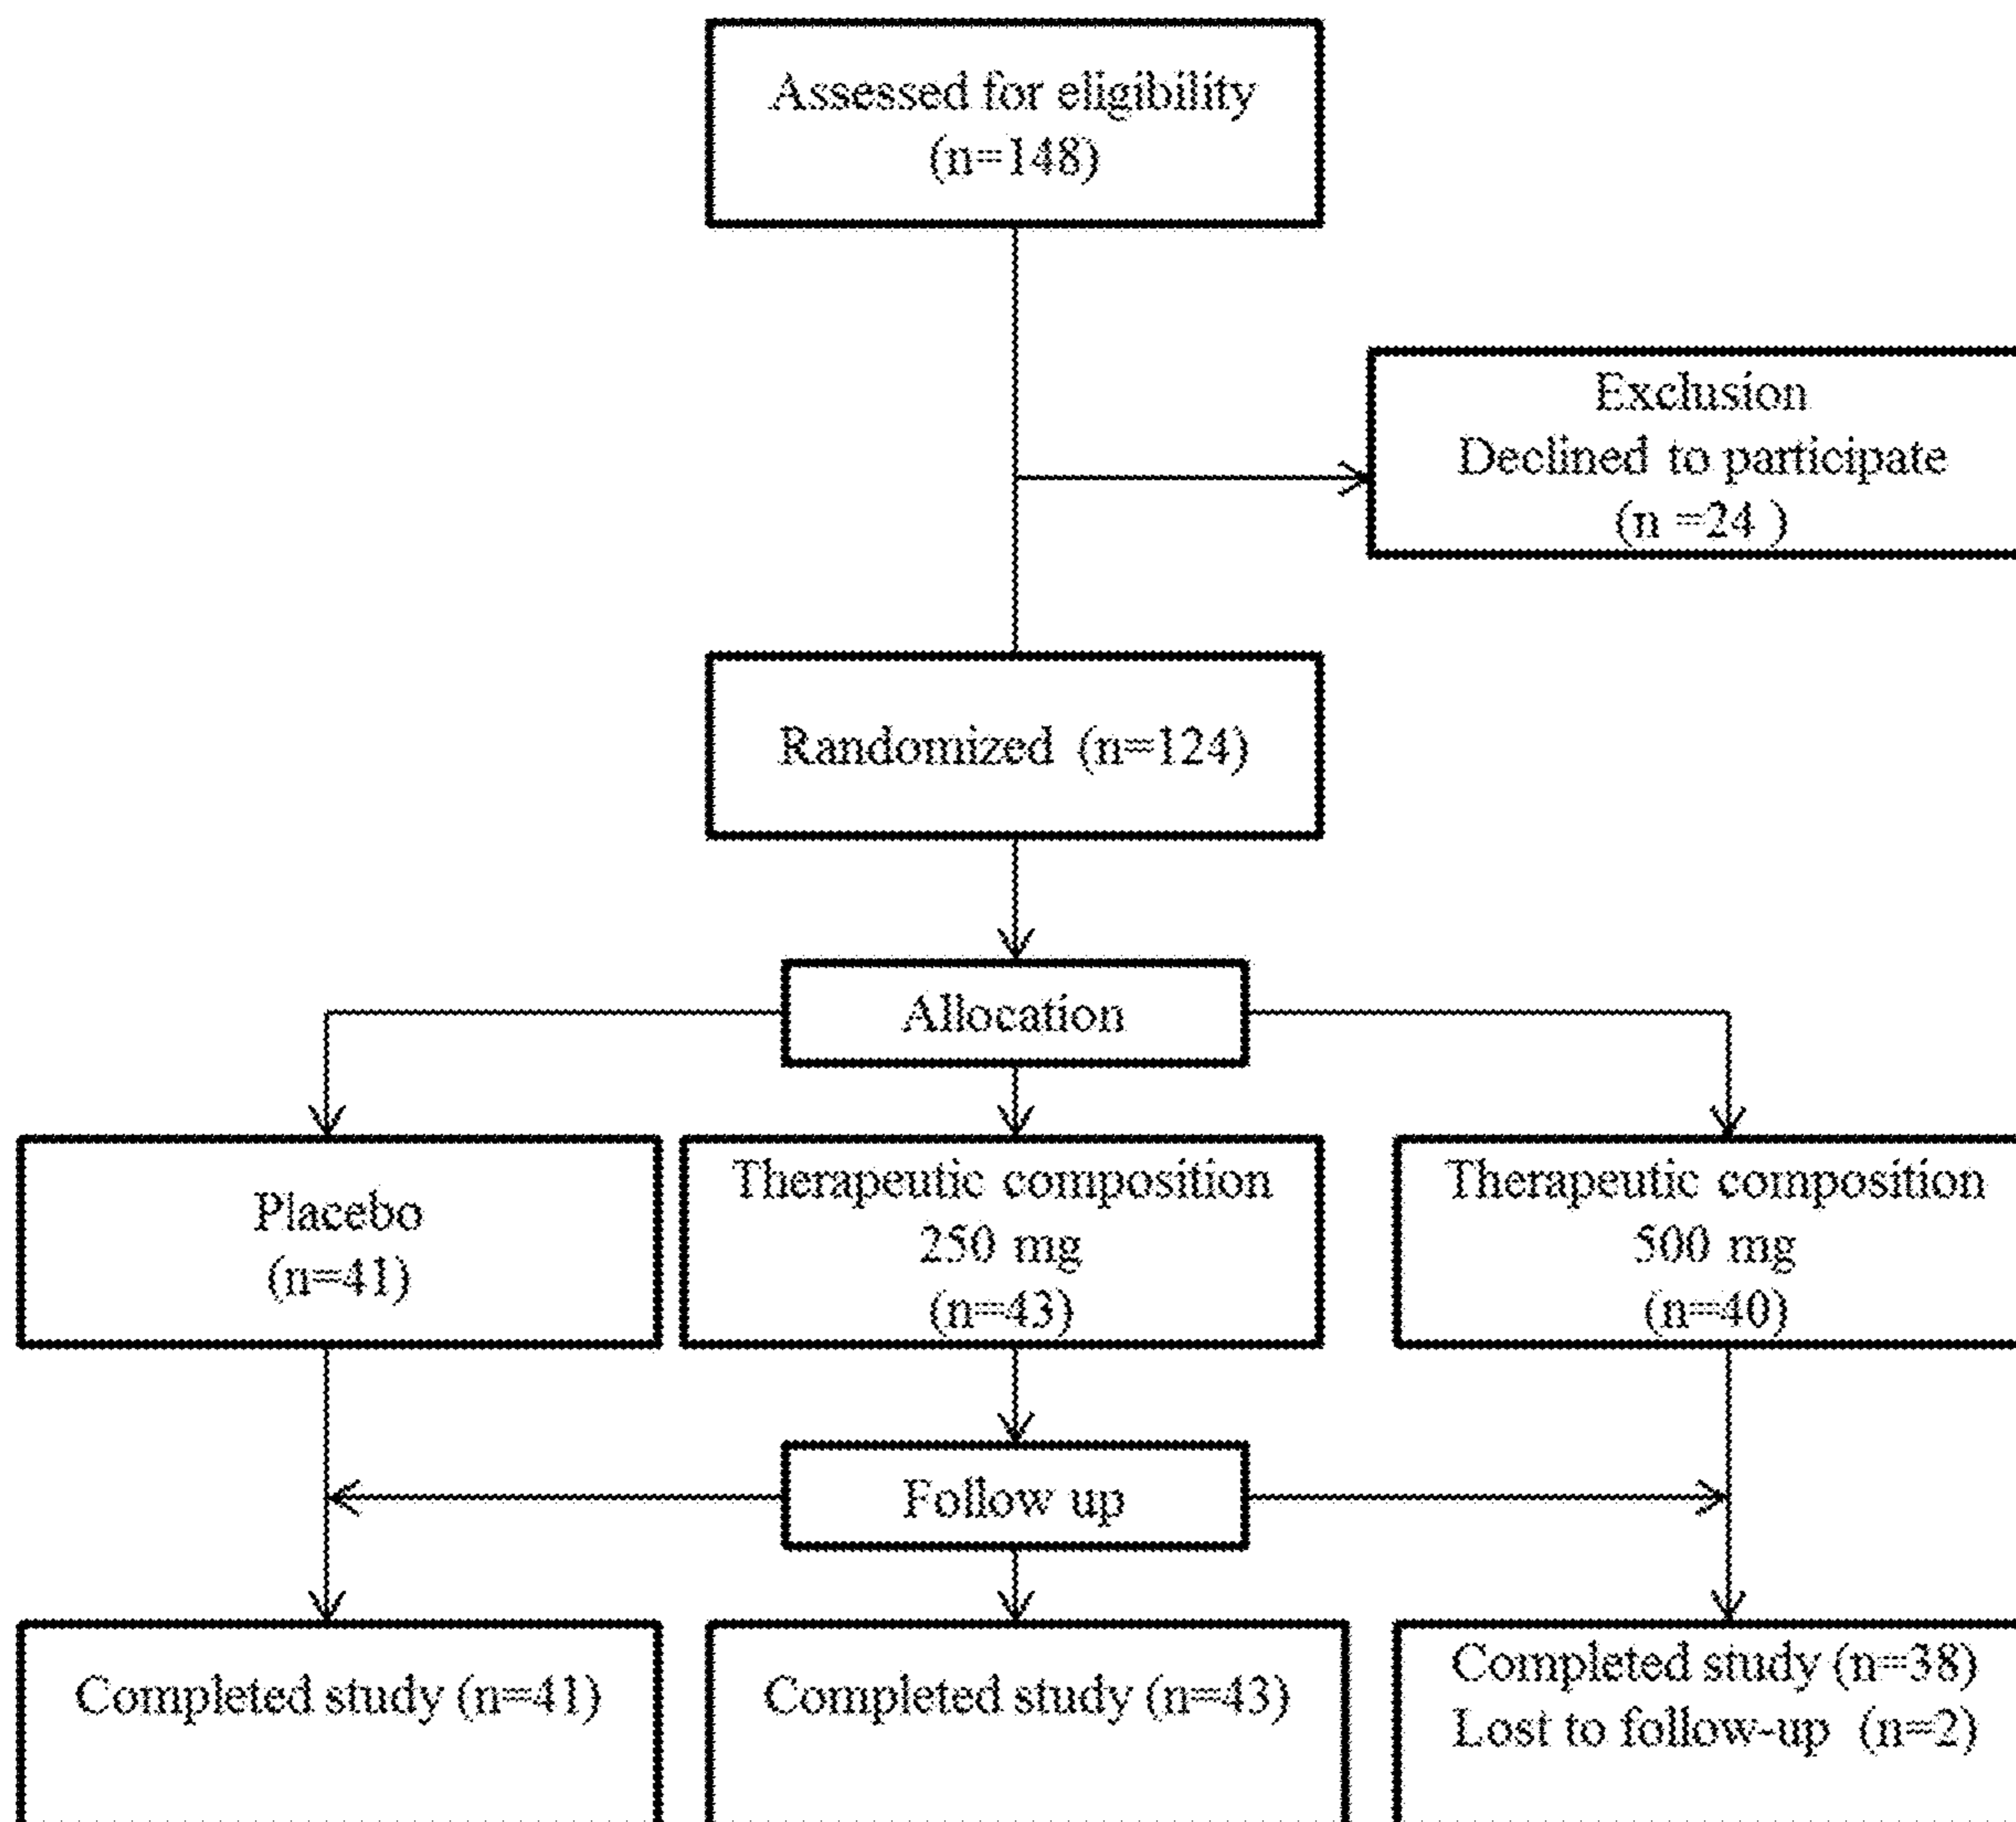 Assessed for eligibility
(n=148)
Exclusion
Declined to participate
(n =24 )
Randomized (n=124)
Allocation
Placebo
(n=41)
Therapeutic composition
250 mg
(n=43)
Therapeutic composition
500 mg
(n=40)
Follow up
Completed study (n=41)
Completed study (n=43)
Completed study (n=38)
Lost to follow-up (n=2)